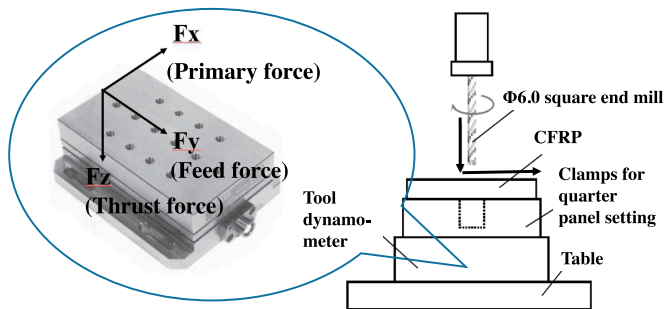 Fx
(Primary force)
Fy
(Feed force)
Fz
(Thrust force)
Φ6.0 square end mill
CFRP
Clamps for
quarter
panel setting
Tool
dynamo-
meter
Table